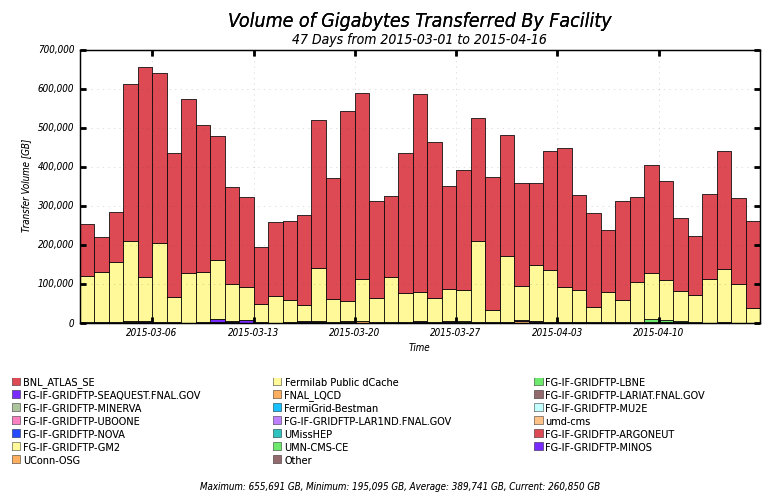 Volume of Gigabytes Transferred By Facility
47 Days from 2015-03-01 to 2015-04-16
700,000
600,000
500,000
400,000
300,000
200,000
100,000
0
Transfer Volume [GB]
2015-03-06 2015-03-13 2015-03-20 2015-03-27 2015-04-03 2015-04-10
Time
BNL_ATLAS_SE Fermilab Public dCache FG-IF-GRIDFTP-LBNE
FG-IF-GRIDFTP-SEAQUEST.FNAL.GOV FNAL_LQCD FG-IF-GRIDFTP-LARIAT.FNAL.GOV
FG-IF-GRIDFTP-MINERVA FermiGrid-Bestman FG-IF-GRIDFTP-MU2E
FG-IF-GRIDFTP-UBOONE FG-IF-GRIDFTP-LAR1ND.FNAL.GOV umd-cms
FG-IF-GRIDFTP-NOVA UMissHEP FG-IF-GRIDFTP-ARGONEUT
FG-IF-GRIDFTP-GM2 UMN-CMS-CE FG-IF-GRIDFTP-MINOS
UConn-OSG Other
Maximum: 655,691 GB, Minimum: 195,095 GB, Average: 389,741 GB, Current: 260,850 GB